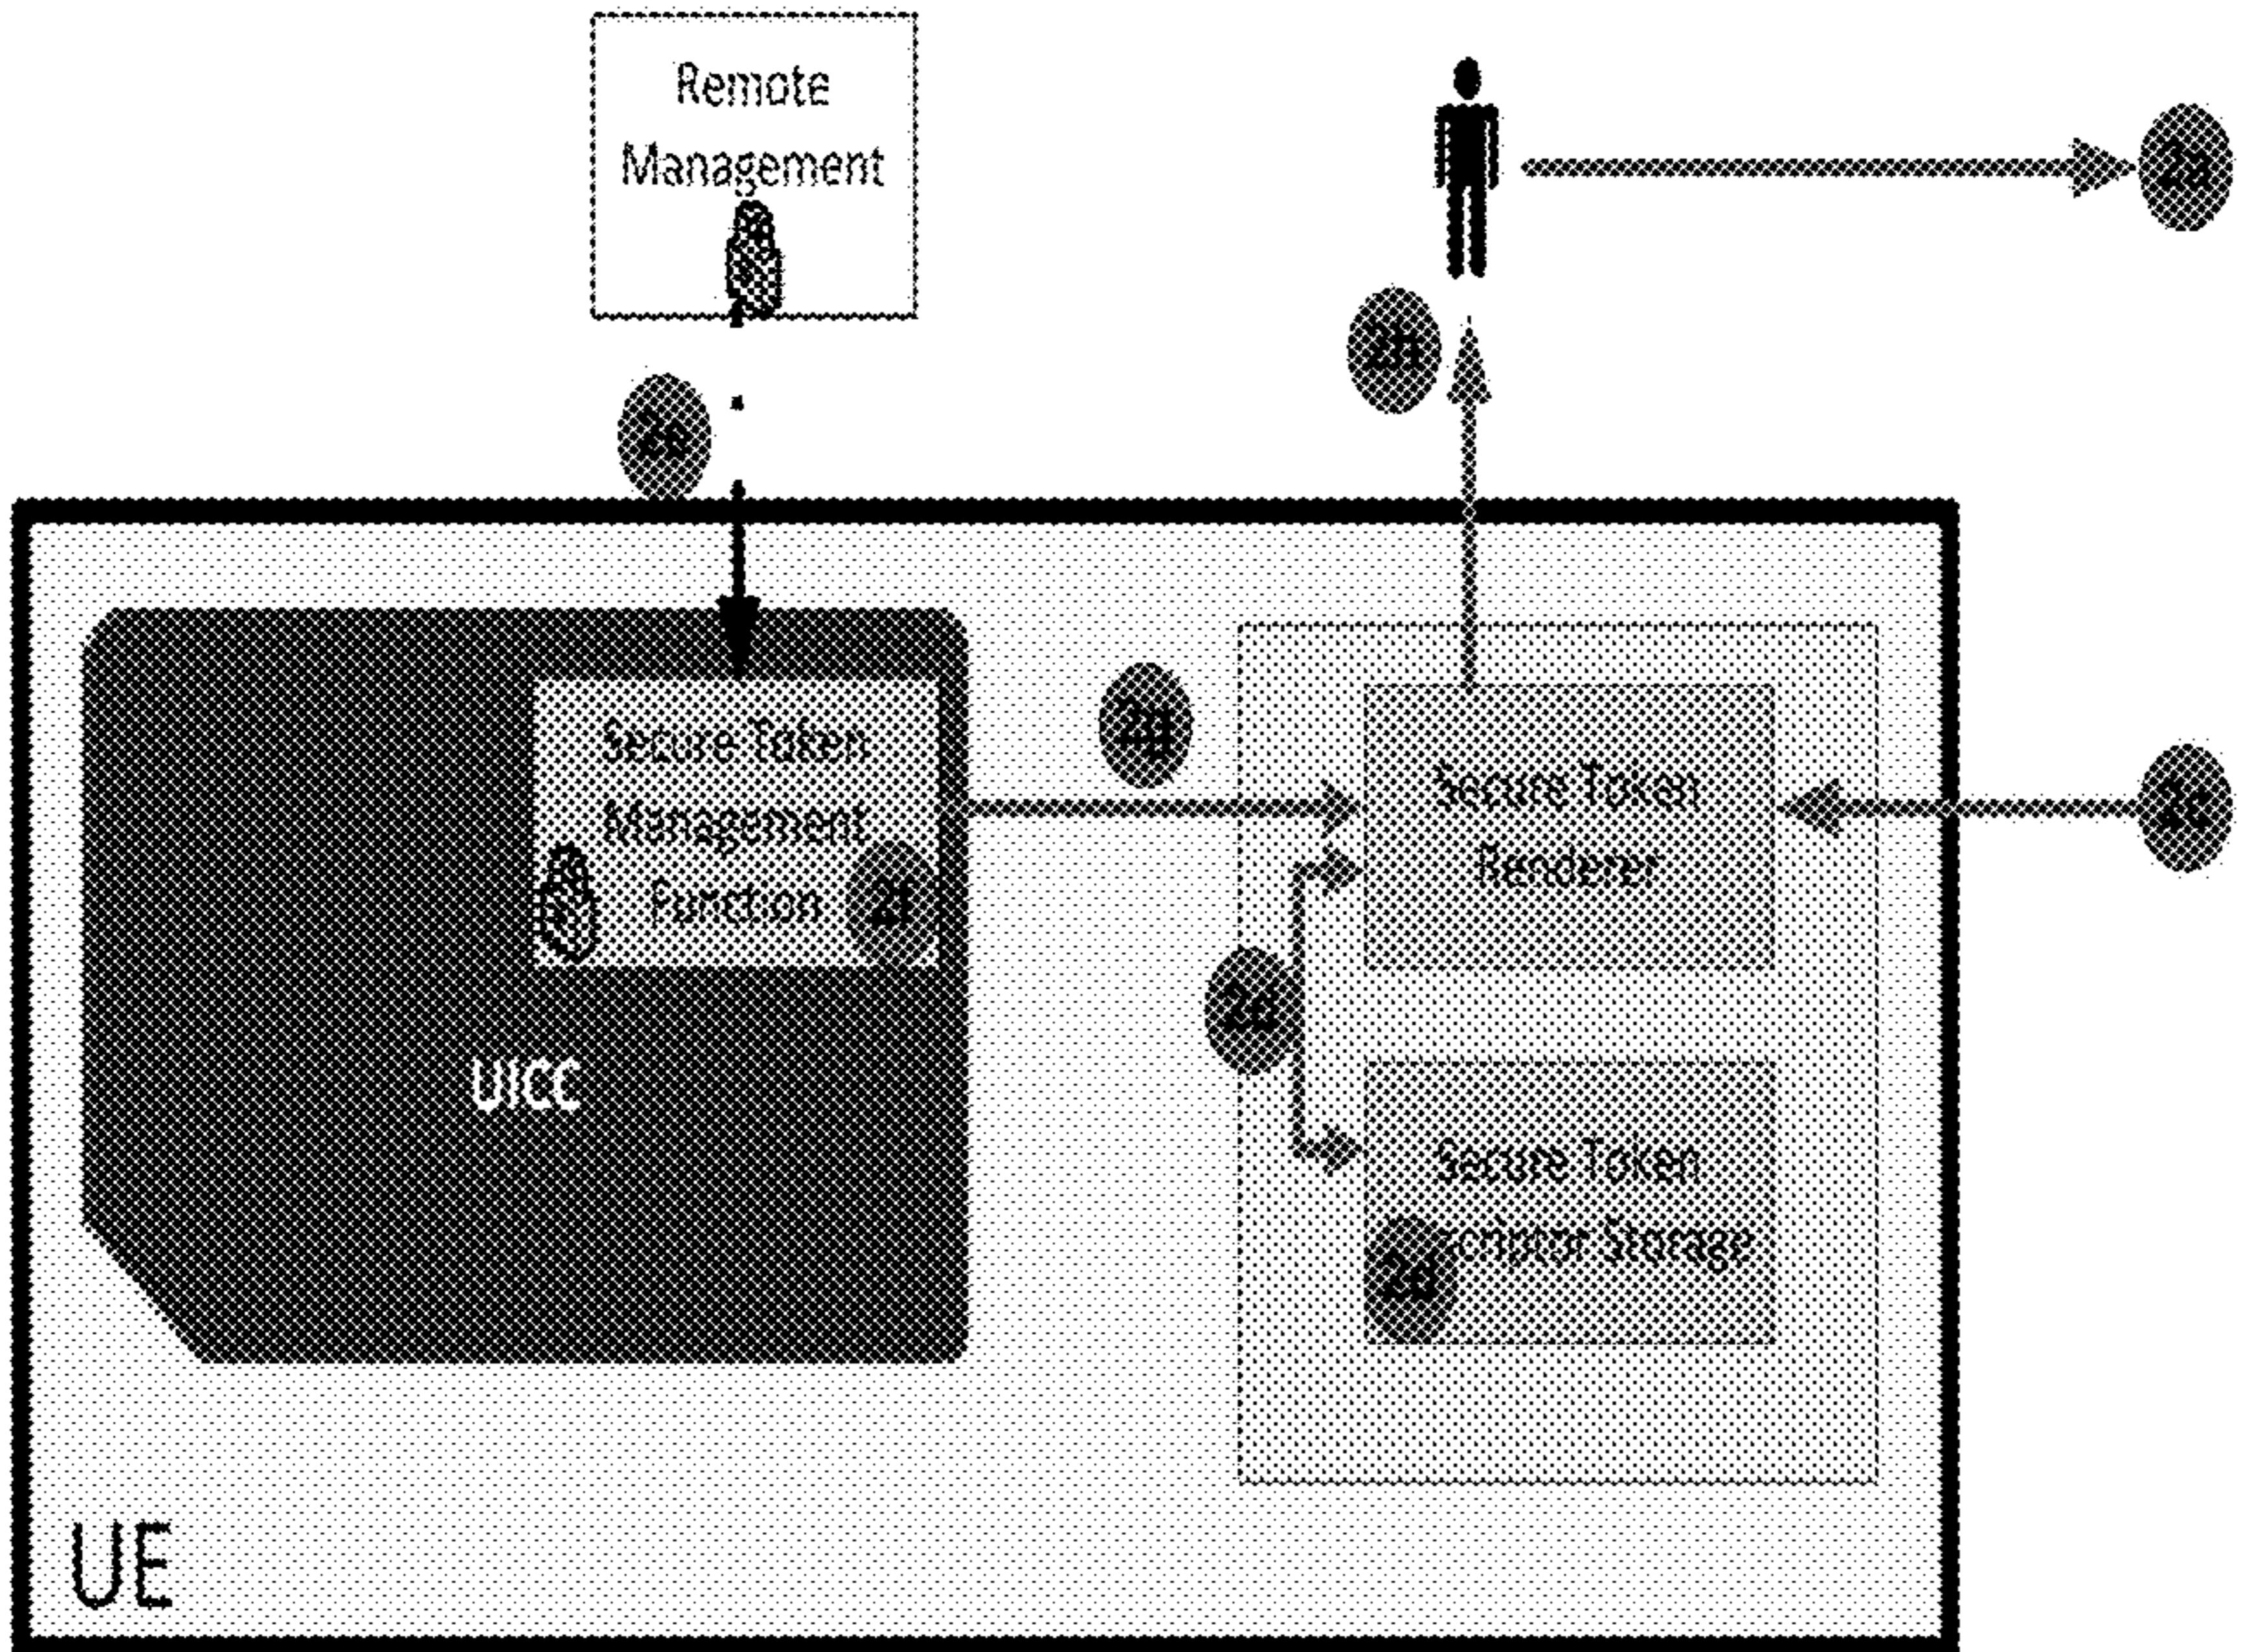 Remote
Management
2a
2h
2e
Secure Token
Management
Function
2f
2g
Secure Token
Renderer
2c
2d
UICC
Secure Token
criptor Storage
2d
UE